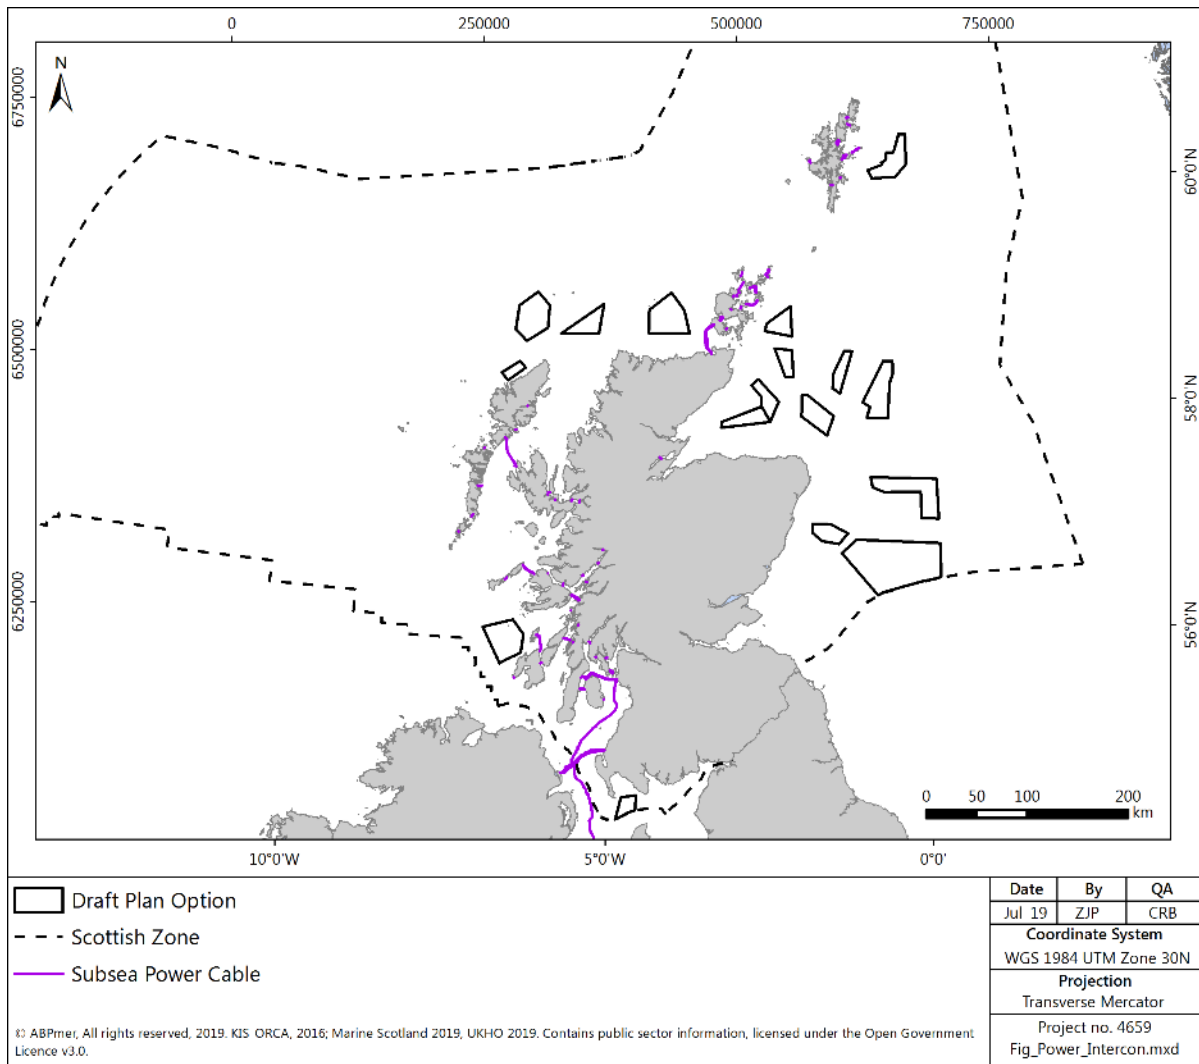 0 250000 500000 750000
6750000
6500000
6250000
N
60°0'N
58°0'N
56°0'N
0 50 100 200
km
10°0'W 5°0'W 0°0'
Draft Plan Option
Scottish Zone
Subsea Power Cable
Date By QA
Jul 19 ZJP CRB
Coordinate System
WGS 1984 UTM Zone 30N
Projection
Transverse Mercator
Project no. 4659
Fig_Power_Intercon.mxd
© ABPmer, All rights reserved, 2019. KIS ORCA, 2016; Marine Scotland 2019, UKHO 2019. Contains public sector information, licensed under the Open Government
Licence v3.0.